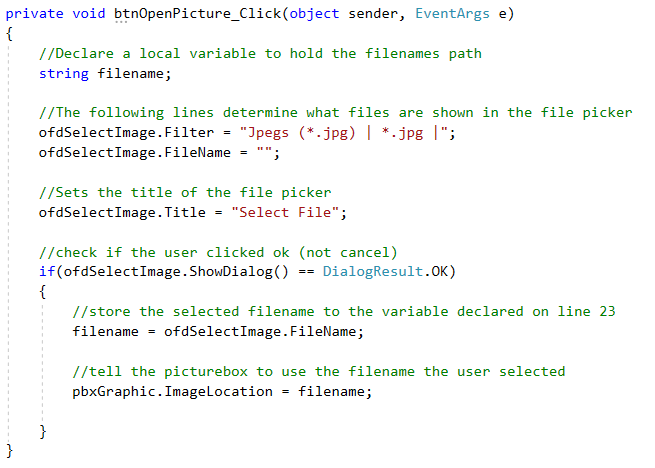 private void btnOpenPicture_Click(object sender, EventArgs e)
{
//Declare a local variable to hold the filenames path
string filename;
//The following lines determine what files are shown in the file picker
ofdSelectImage.Filter = "Jpegs (*.jpg) | *.jpg |";
ofdSelectImage.FileName = "";
//Sets the title of the file picker
ofdSelectImage.Title = "Select File";
//check if the user clicked ok (not cancel)
if(ofdSelectImage.ShowDialog() == DialogResult.OK)
{
//store the selected filename to the variable declared on line 23
filename = ofdSelectImage.FileName;
//tell the picturebox to use the filename the user selected
pbxGraphic.ImageLocation = filename;
}
}